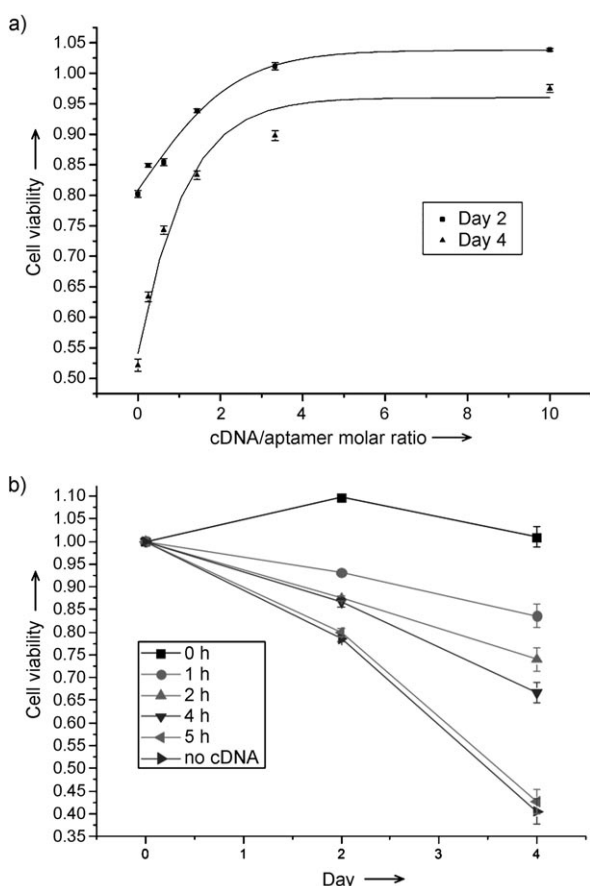 a)
1.05
1.00
0.95
0.90
0.85
0.80
0.75
0.70
0.65
0.60
0.55
0.50
Cell viability
Day 2
Day 4
0 2 4 6 8 10
cDNA/aptamer molar ratio
b)
1.10
1.05
1.00
0.95
0.90
0.85
0.80
0.75
0.70
0.65
0.60
0.55
0.50
0.45
0.40
0.35
Cell viability
0 h
1 h
2 h
4 h
5 h
no cDNA
0 1 2 3 4
Day